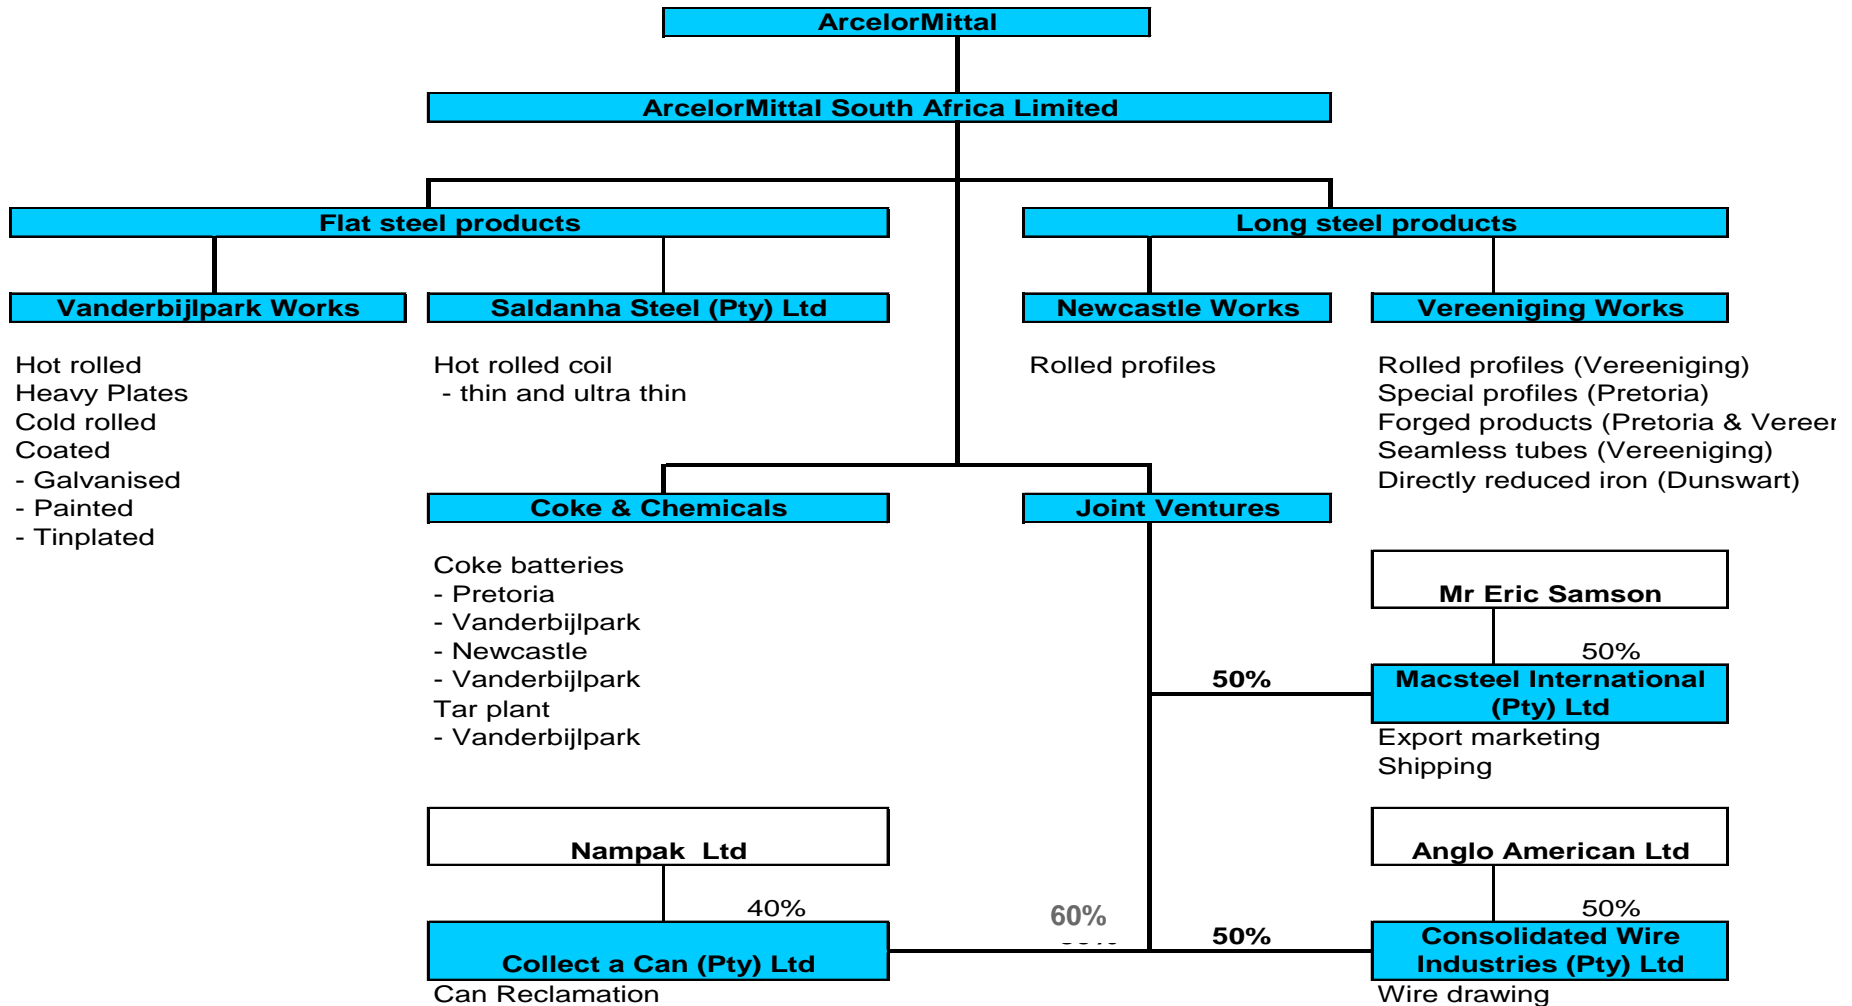 ArcelorMittal
ArcelorMittal South Africa Limited
Flat steel products
Long steel products
Vanderbijlpark Works
Saldanha Steel (Pty) Ltd
Newcastle Works
Vereeniging Works
Hot rolled
Heavy Plates
Cold rolled
Coated
- Galvanised
- Painted
- Tinplated
Hot rolled coil
- thin and ultra thin
Rolled profiles
Rolled profiles (Vereeniging)
Special profiles (Pretoria)
Forged products (Pretoria & Vereer
Seamless tubes (Vereeniging)
Directly reduced iron (Dunswart)
Coke & Chemicals
Joint Ventures
Coke batteries
- Pretoria
- Vanderbijlpark
- Newcastle
- Vanderbijlpark
Tar plant
- Vanderbijlpark
Mr Eric Samson
50%
50%
Macsteel International
(Pty) Ltd
Export marketing
Shipping
Nampak Ltd
40%
60%
Collect a Can (Pty) Ltd
Can Reclamation
Anglo American Ltd
50%
50%
Consolidated Wire
Industries (Pty) Ltd
Wire drawing